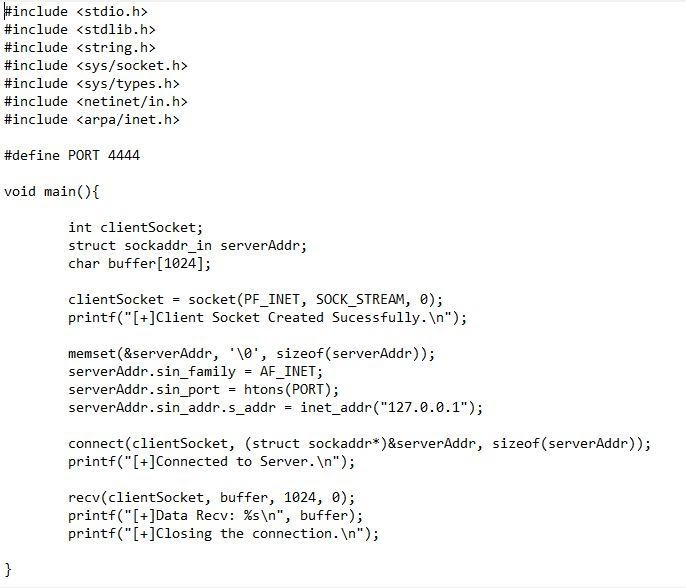 #include <stdio.h>
#include <stdlib.h>
#include <string.h>
#include <sys/socket.h>
#include <sys/types.h>
#include <netinet/in.h>
#include <arpa/inet.h>
#define PORT 4444
void main(){
int clientSocket;
struct sockaddr_in serverAddr;
char buffer[1024];
clientSocket = socket(PF_INET, SOCK_STREAM, 0);
printf("[+]Client Socket Created Sucessfully.\n");
memset(&serverAddr, '\0', sizeof(serverAddr));
serverAddr.sin_family = AF_INET;
serverAddr.sin_port = htons(PORT);
serverAddr.sin_addr.s_addr = inet_addr("127.0.0.1");
connect(clientSocket, (struct sockaddr*)&serverAddr, sizeof(serverAddr));
printf("[+]Connected to Server.\n");
recv(clientSocket, buffer, 1024, 0);
printf("[+]Data Recv: %s\n", buffer);
printf("[+]Closing the connection.\n");
}